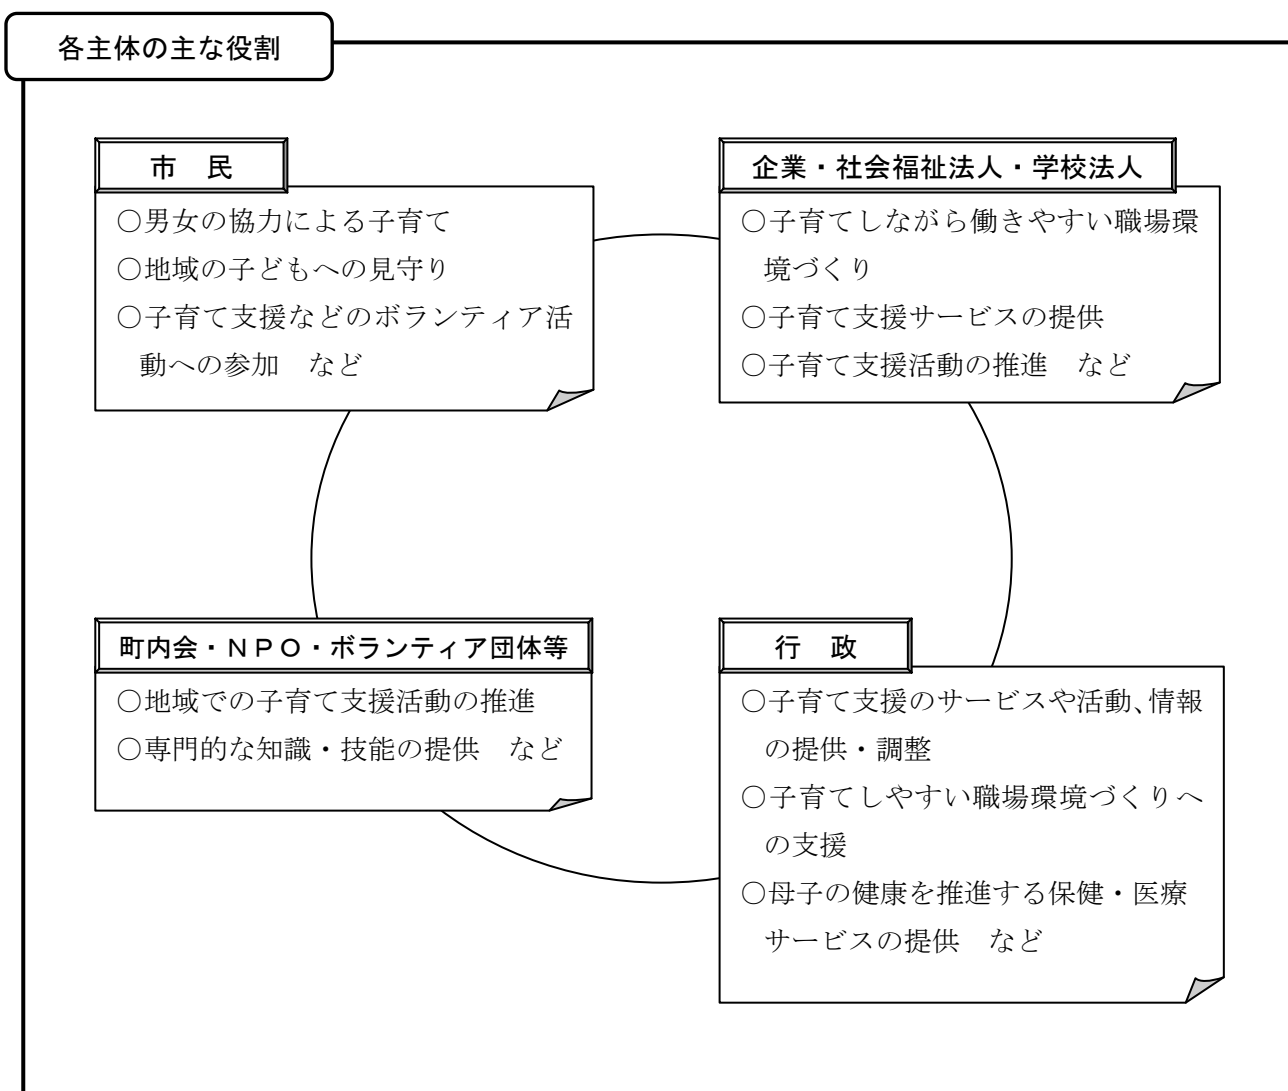 各主体の主な役割
市　民
○男女の協力による子育て
○地域の子どもへの見守り
○子育て支援などのボランティア活
動への参加　など
企業・社会福祉法人・学校法人
○子育てしながら働きやすい職場環
境づくり
○子育て支援サービスの提供
○子育て支援活動の推進　など
町内会・ＮＰＯ・ボランティア団体等
○地域での子育て支援活動の推進
○専門的な知識・技能の提供　など
行　政
○子育て支援のサービスや活動、情報
の提供・調整
○子育てしやすい職場環境づくりへ
の支援
○母子の健康を推進する保健・医療
サービスの提供　など